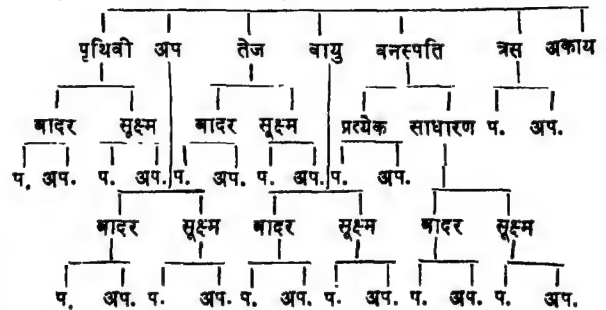 पृथिवी अप तेज वायु वनस्पति त्रस अकाय
बादर सूक्ष्म बादर सूक्ष्म प्रत्येक साधारण प. अप.
प. अप. प. अप. प. अप. प. अप. प. अप.
बादर सूक्ष्म बादर सूक्ष्म बादर सूक्ष्म
प. अप. प. अप. प. अप. प. अप. प. अप. प. अप.